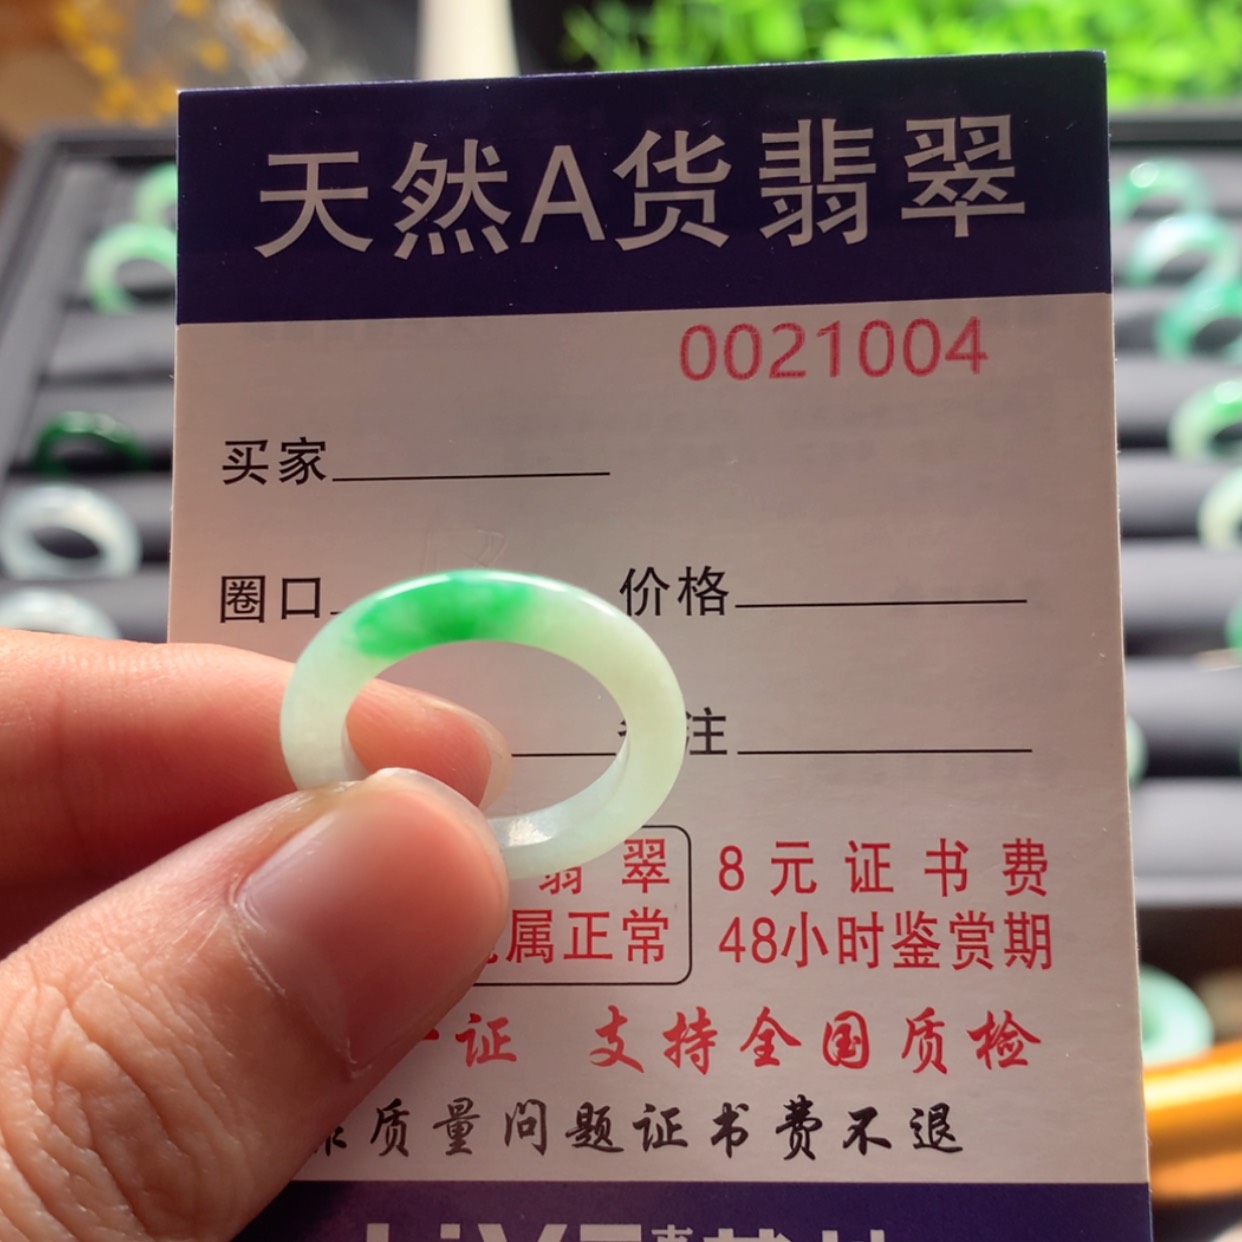 天然A货翡翠
0021004
买家
圈口 价格
注
翡翠 8元证书费
属正常 48小时鉴赏期
证 支持全国质检
质量问题证书费不退